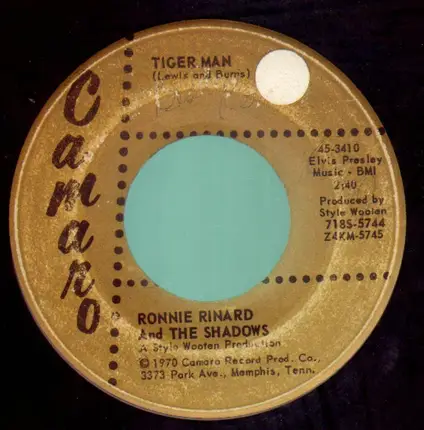 Camaro
TIGER MAN
(Lewis and Burns)
45-3410
Elvis Presley
Music - BMI
2:40
Produced by
Style Wooten
718S-5744
Z4KM-5745
RONNIE RINARD
And THE SHADOWS
A Style Wooten Production
© 1970 Camaro Record Prod. Co.,
3373 Park Ave., Memphis, Tenn.